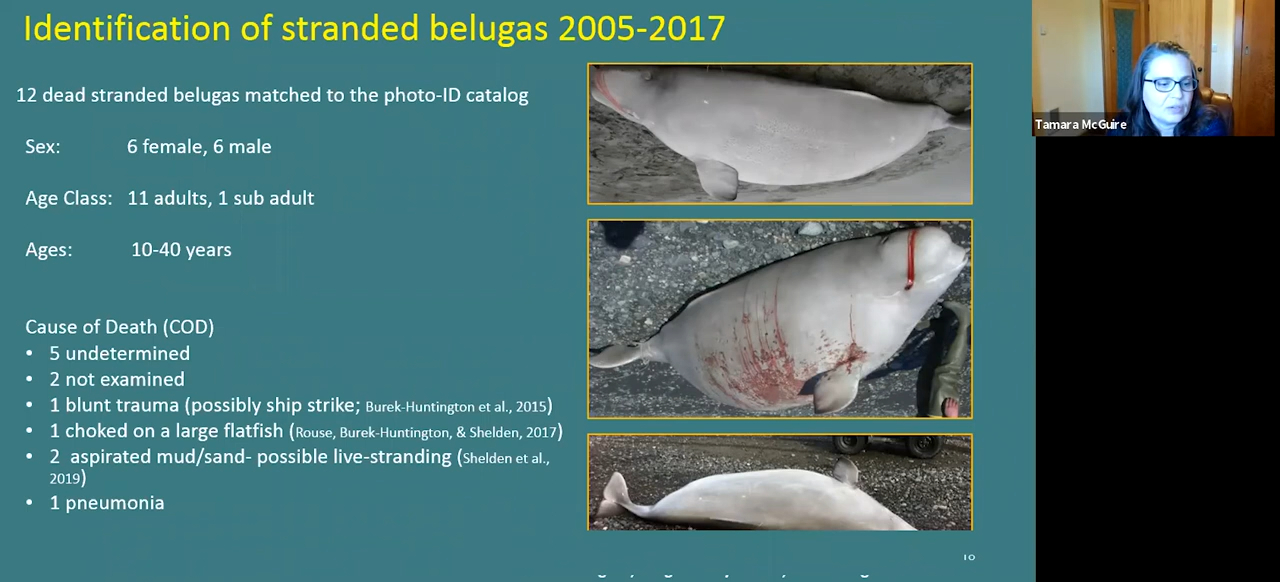 Identification of stranded belugas 2005-2017
12 dead stranded belugas matched to the photo-ID catalog
Sex: 6 female, 6 male
Age Class: 11 adults, 1 sub adult
Ages: 10-40 years
Cause of Death (COD)
• 5 undetermined
• 2 not examined
• 1 blunt trauma (possibly ship strike; Burek-Huntington et al., 2015)
• 1 choked on a large flatfish (Rouse, Burek-Huntington, & Shelden, 2017)
• 2 aspirated mud/sand- possible live-stranding (Shelden et al.,
2019)
• 1 pneumonia
Tamara McGuire